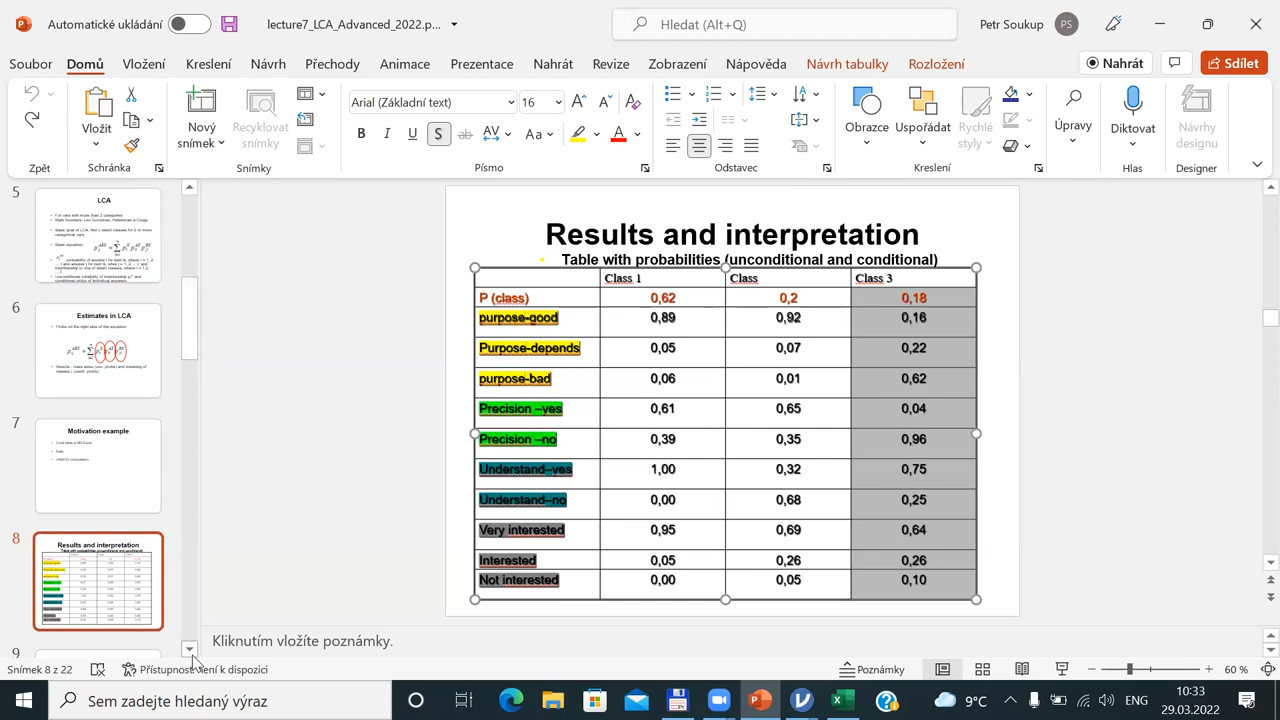 Automatické ukládání
lecture7_LCA_Advanced_2022.p...
Hledat (Alt+Q)
Petr Soukup
PS
Soubor Domů Vložení Kreslení Návrh Přechody Animace Prezentace Nahrát Revize Zobrazení Nápověda Návrh tabulky Rozložení
Nahrát
Sdílet
Vložit
Nový snímek
Recyklovat snímky
Arial (Základní text) 16
B I U S ab AV Aa A
Obrazce
Uspořádat
Rychlé styly
Úpravy
Diktovat
Návrhy designu
Zpět Schránka Snímky Písmo Odstavec Kreslení Hlas Designer
5
LCA
6
Estimates in LCA
7
Motivation example
8
Results and interpretation
9
Results and interpretation
• Table with probabilities (unconditional and conditional)
Class 1 Class Class 3
P (class) 0,62 0,2 0,18
purpose-good 0,89 0,92 0,16
Purpose-depends 0,05 0,07 0,22
purpose-bad 0,06 0,01 0,62
Precision –yes 0,61 0,65 0,04
Precision –no 0,39 0,35 0,96
Understand–yes 1,00 0,32 0,75
Understand–no 0,00 0,68 0,25
Very interested 0,95 0,69 0,64
Interested 0,05 0,26 0,26
Not interested 0,00 0,05 0,10
Kliknutím vložíte poznámky.
Snímek 8 z 22
Poznámky
60 %
Sem zadejte hledaný výraz
9°C
ENG
10:33
29.03.2022